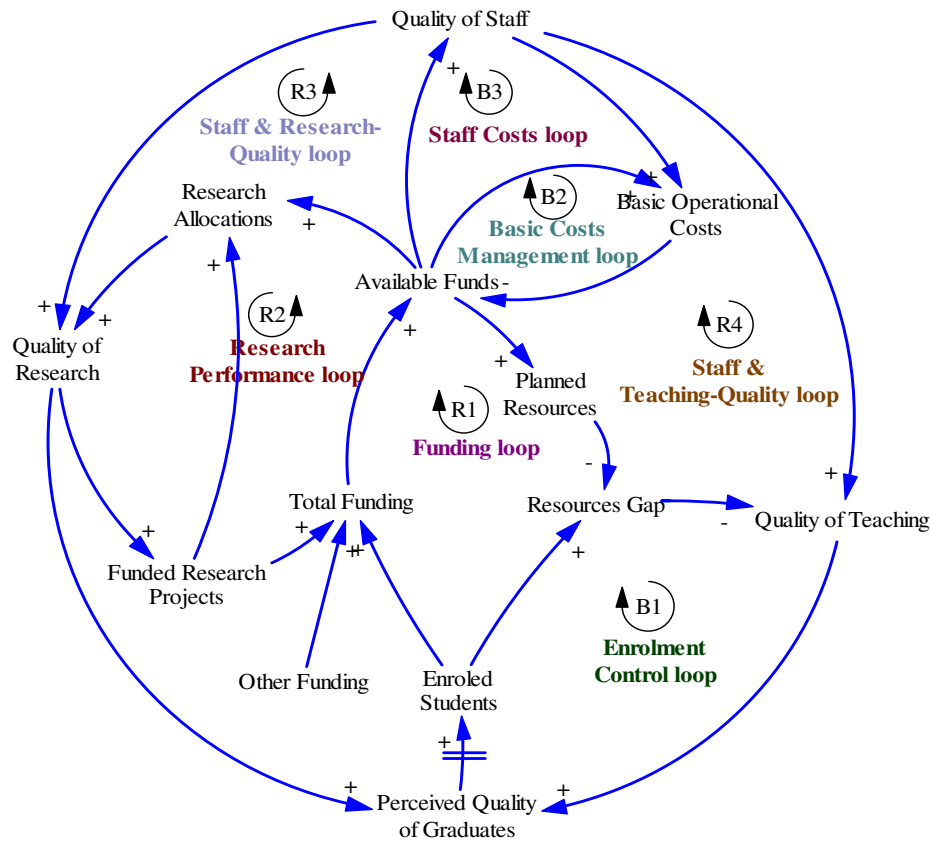 Quality of Staff
+
R3
B3
Staff & Research-
Quality loop
Staff Costs loop
Research
Allocations
+
B2
+
+
Basic Operational
Costs
Basic Costs
Management loop
+
+
Available Funds
-
+
+
R2
R4
+
Quality of
Research
Research
Performance loop
+
Planned
Resources
Staff &
Teaching-Quality loop
R1
Funding loop
-
+
Total Funding
Resources Gap
-
Quality of Teaching
+
+
++
+
Funded Research
Projects
B1
Enrolment
Control loop
Other Funding
Enroled
Students
+
+
+
Perceived Quality
of Graduates